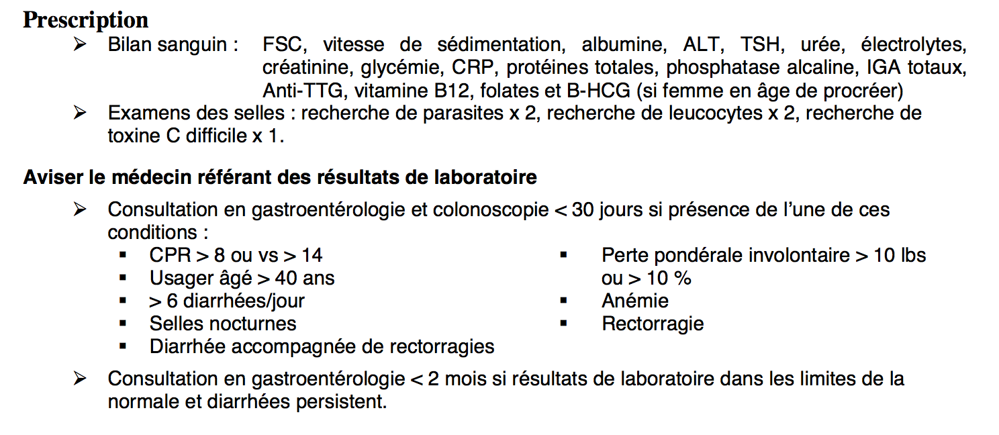 Prescription
➢ Bilan sanguin : FSC, vitesse de sédimentation, albumine, ALT, TSH, urée, électrolytes,
créatinine, glycémie, CRP, protéines totales, phosphatase alcaline, IGA totaux,
Anti-TTG, vitamine B12, folates et B-HCG (si femme en âge de procréer)
➢ Examens des selles : recherche de parasites x 2, recherche de leucocytes x 2, recherche de
toxine C difficile x 1.
Aviser le médecin référant des résultats de laboratoire
➢ Consultation en gastroentérologie et colonoscopie < 30 jours si présence de l’une de ces
conditions :
▪ CPR > 8 ou vs > 14
▪ Usager âgé > 40 ans
▪ > 6 diarrhées/jour
▪ Selles nocturnes
▪ Diarrhée accompagnée de rectorragies
▪ Perte pondérale involontaire > 10 lbs
ou > 10 %
▪ Anémie
▪ Rectorragie
➢ Consultation en gastroentérologie < 2 mois si résultats de laboratoire dans les limites de la
normale et diarrhées persistent.